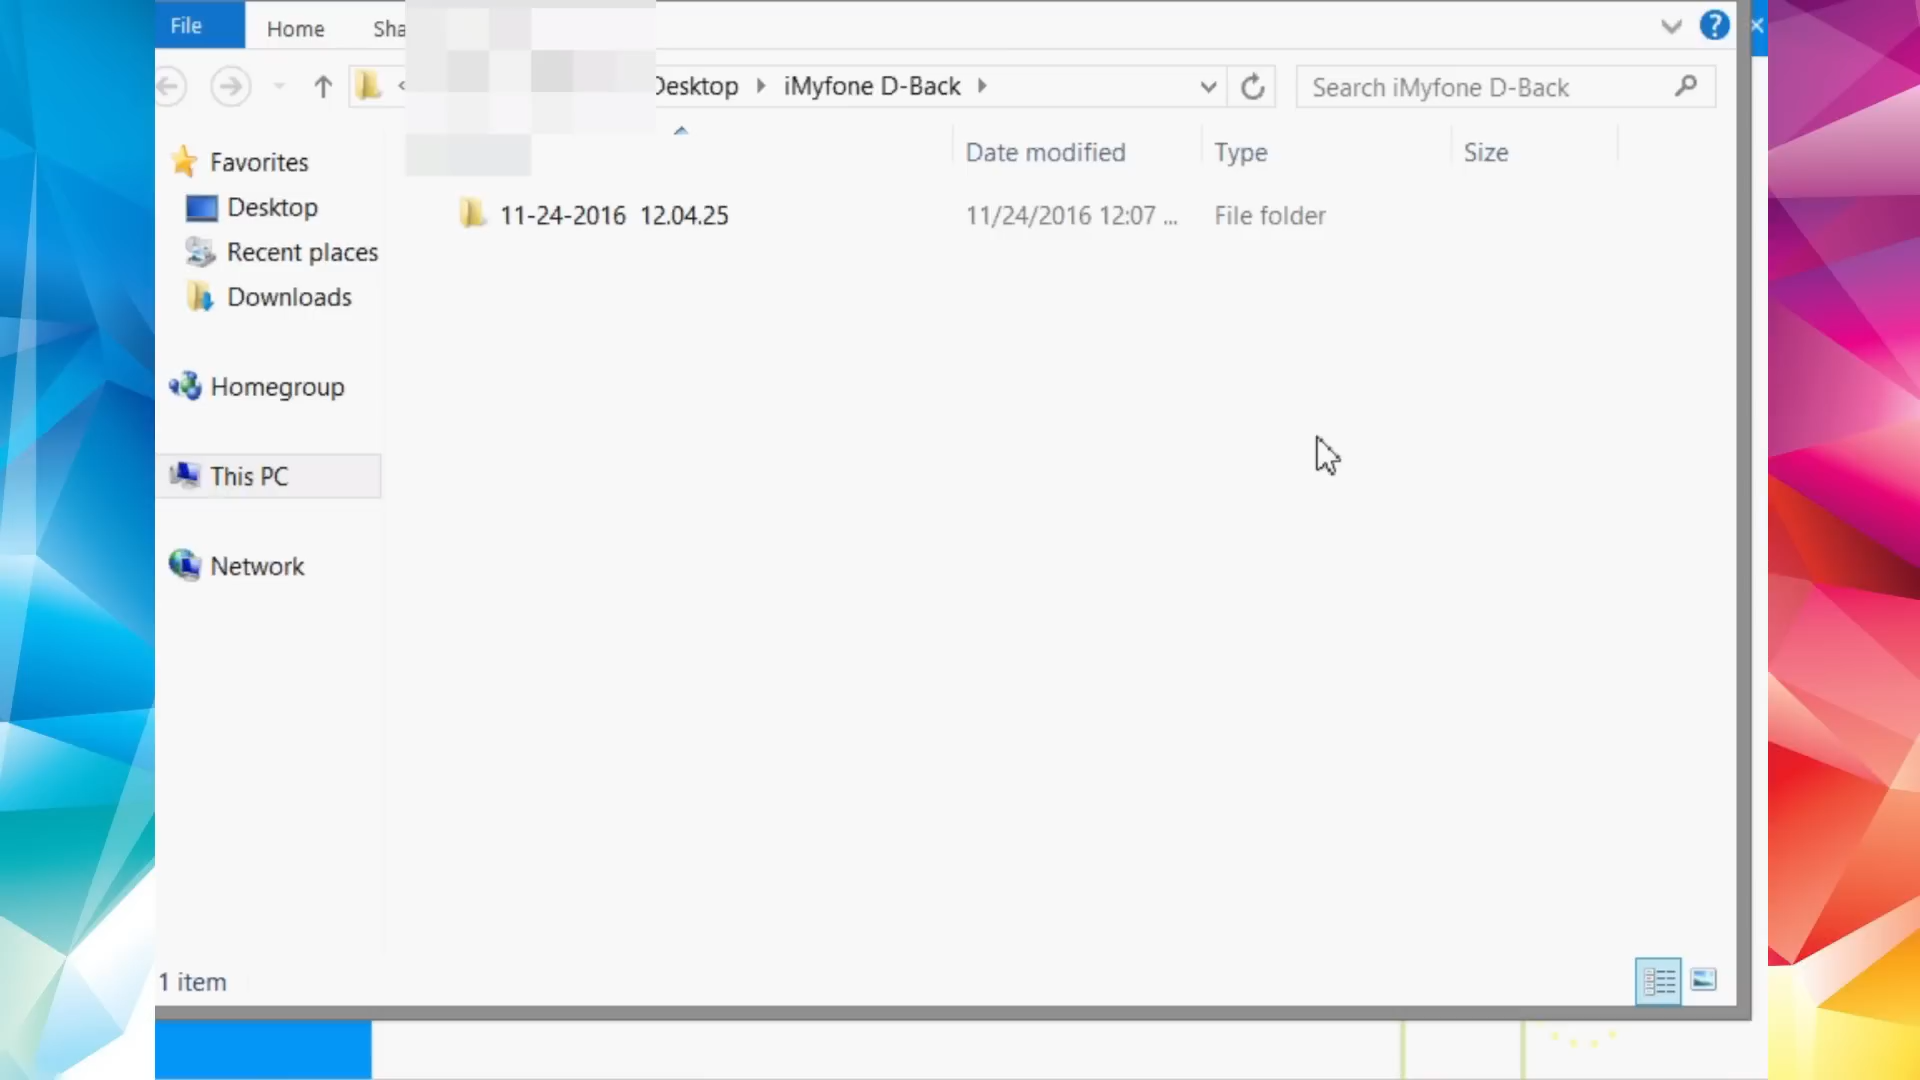 File Home
Desktop iMyfone D-Back
Search iMyfone D-Back
Date modified Type Size
11-24-2016 12.04.25 11/24/2016 12:07 ... File folder
Favorites
Desktop
Recent places
Downloads
Homegroup
This PC
Network
1 item